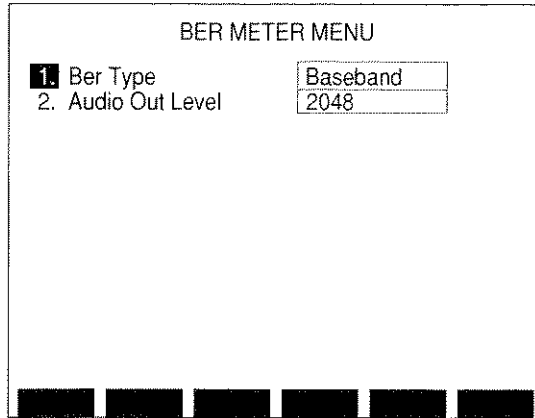 BER METER MENU
1. Ber Type Baseband
2. Audio Out Level 2048